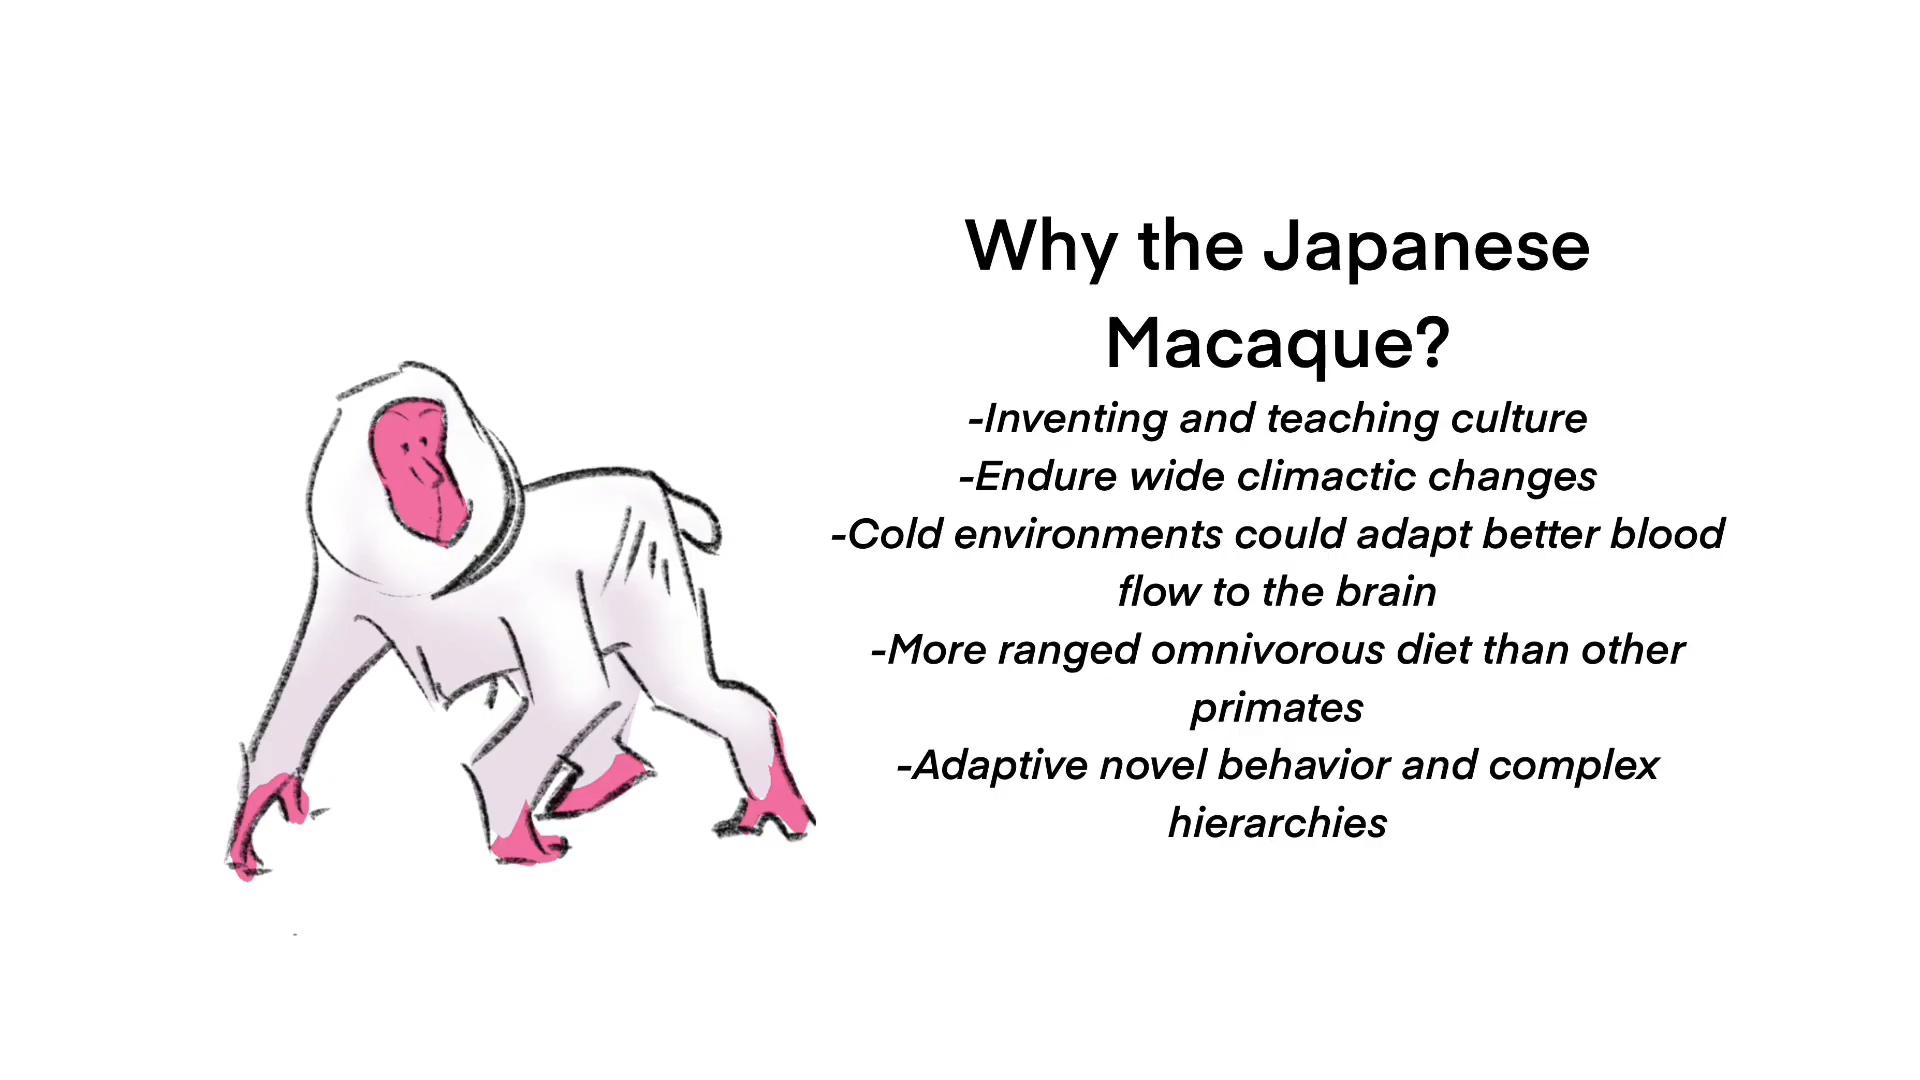 Why the Japanese
Macaque?
-Inventing and teaching culture
-Endure wide climactic changes
-Cold environments could adapt better blood
flow to the brain
-More ranged omnivorous diet than other
primates
-Adaptive novel behavior and complex
hierarchies